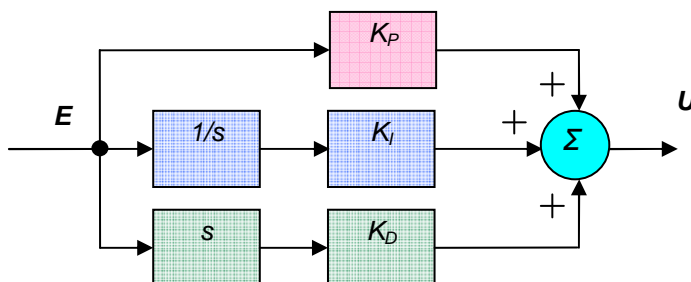 K_P
+
E
U
1/s
K_I
+
Σ
s
K_D
+